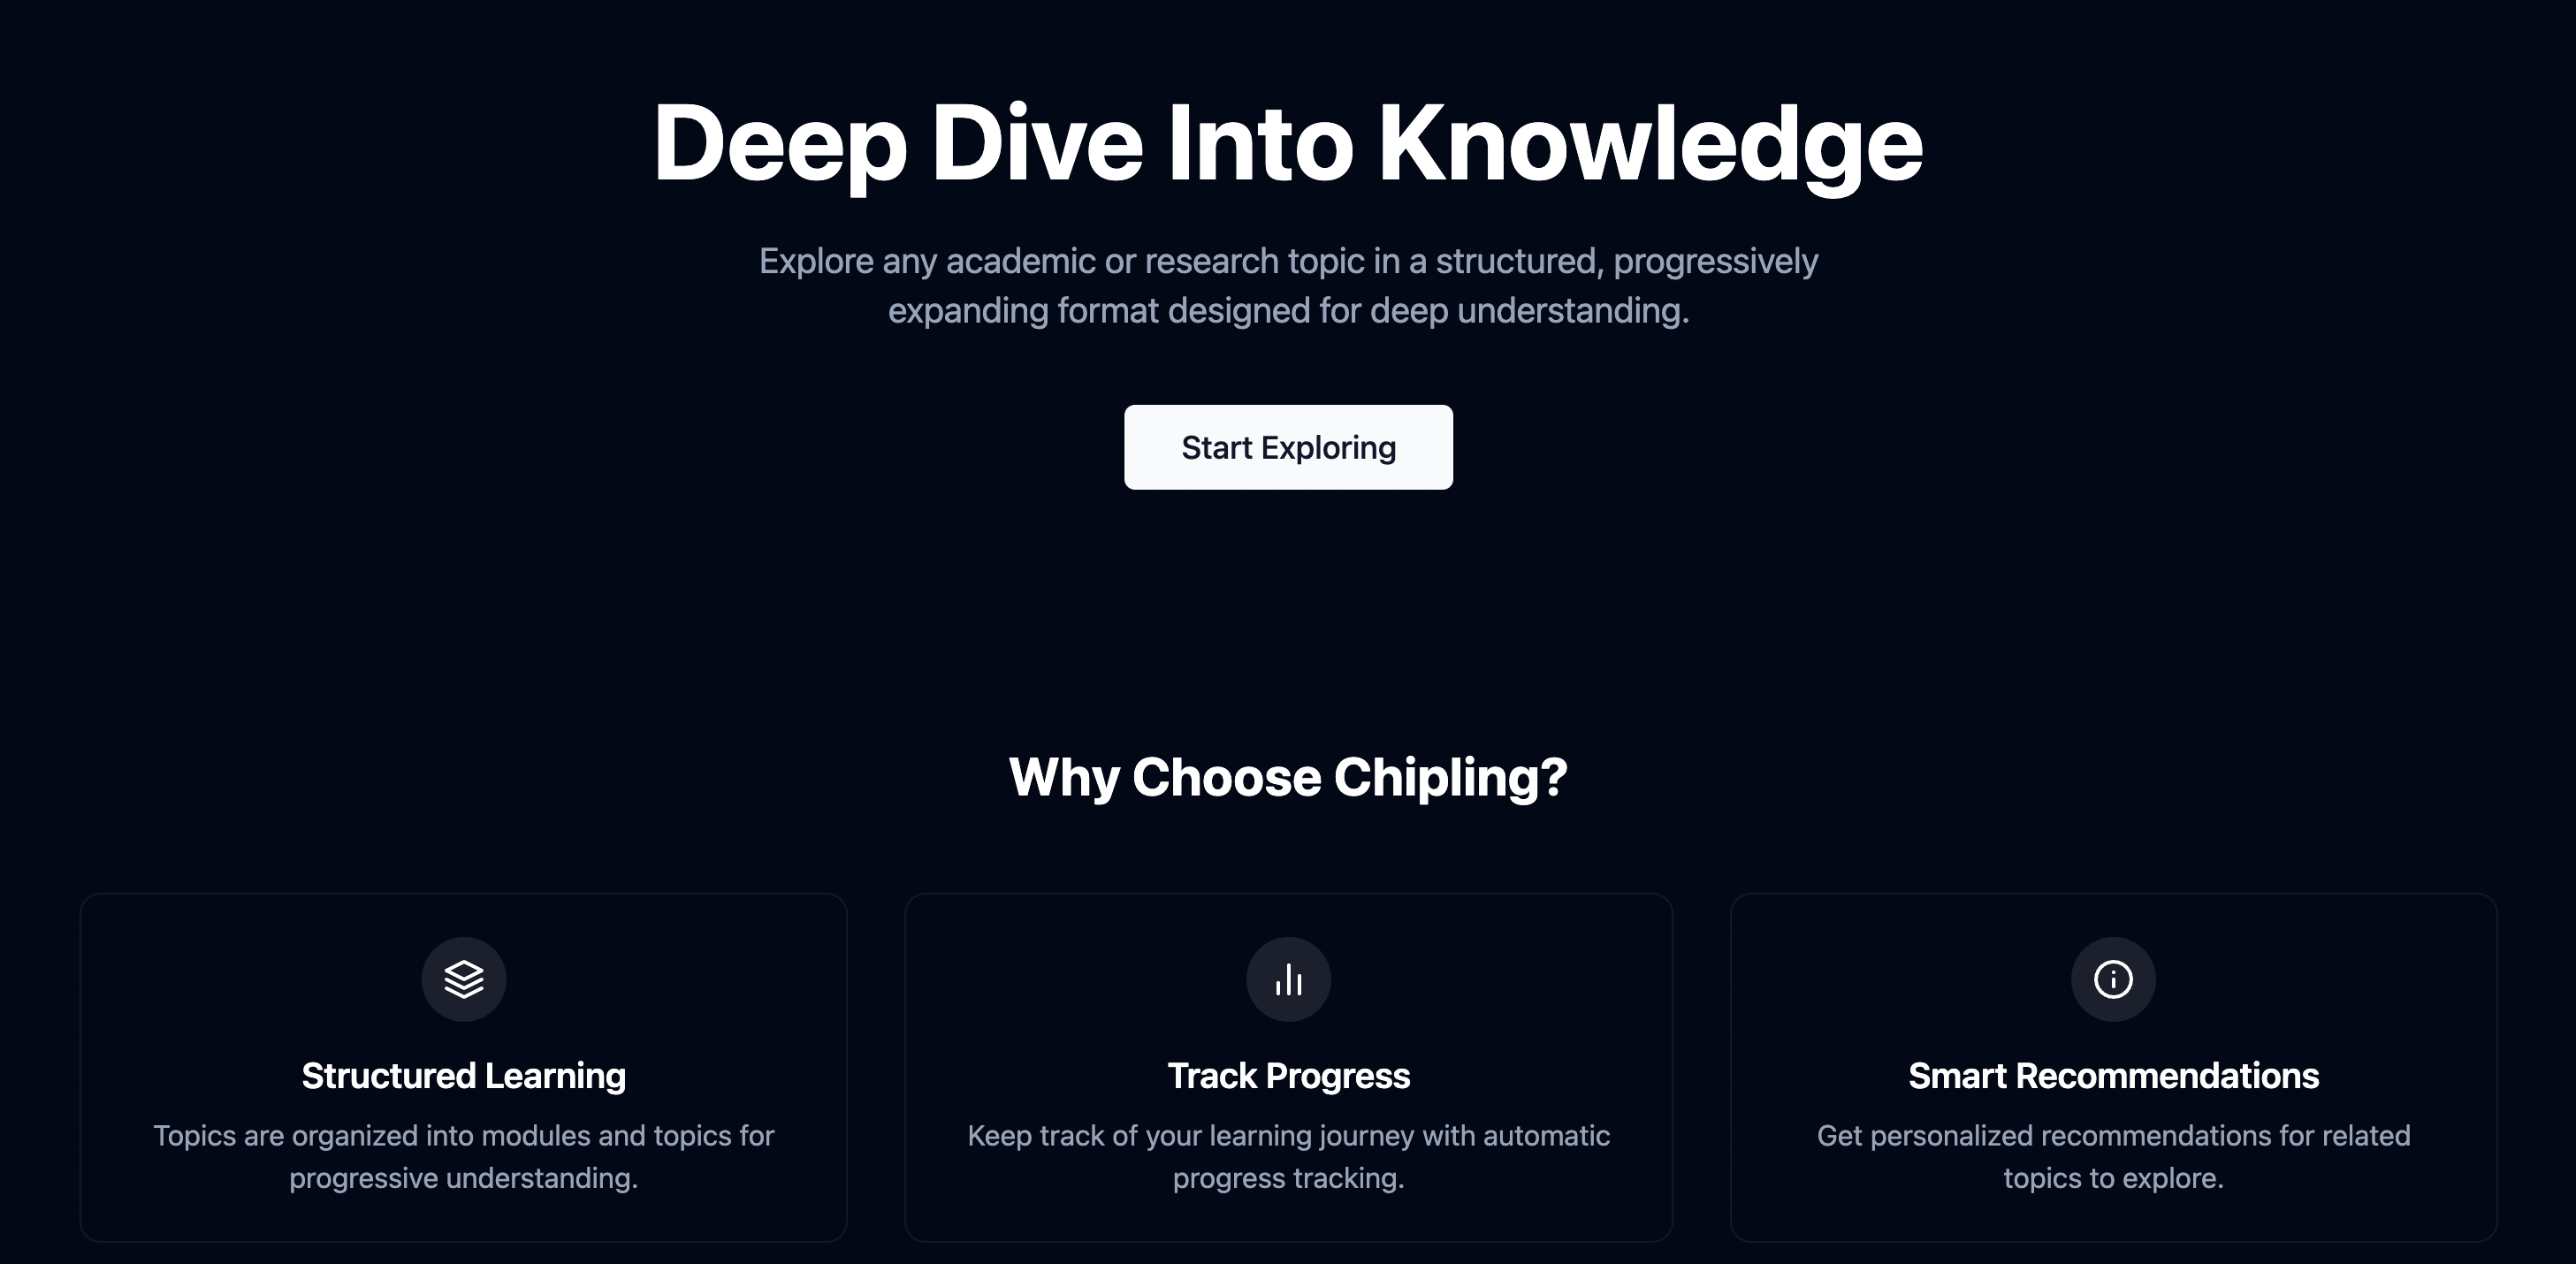 Deep Dive Into Knowledge
Explore any academic or research topic in a structured, progressively
expanding format designed for deep understanding.
Start Exploring
Why Choose Chipling?
Structured Learning
Topics are organized into modules and topics for
progressive understanding.
Track Progress
Keep track of your learning journey with automatic
progress tracking.
Smart Recommendations
Get personalized recommendations for related
topics to explore.